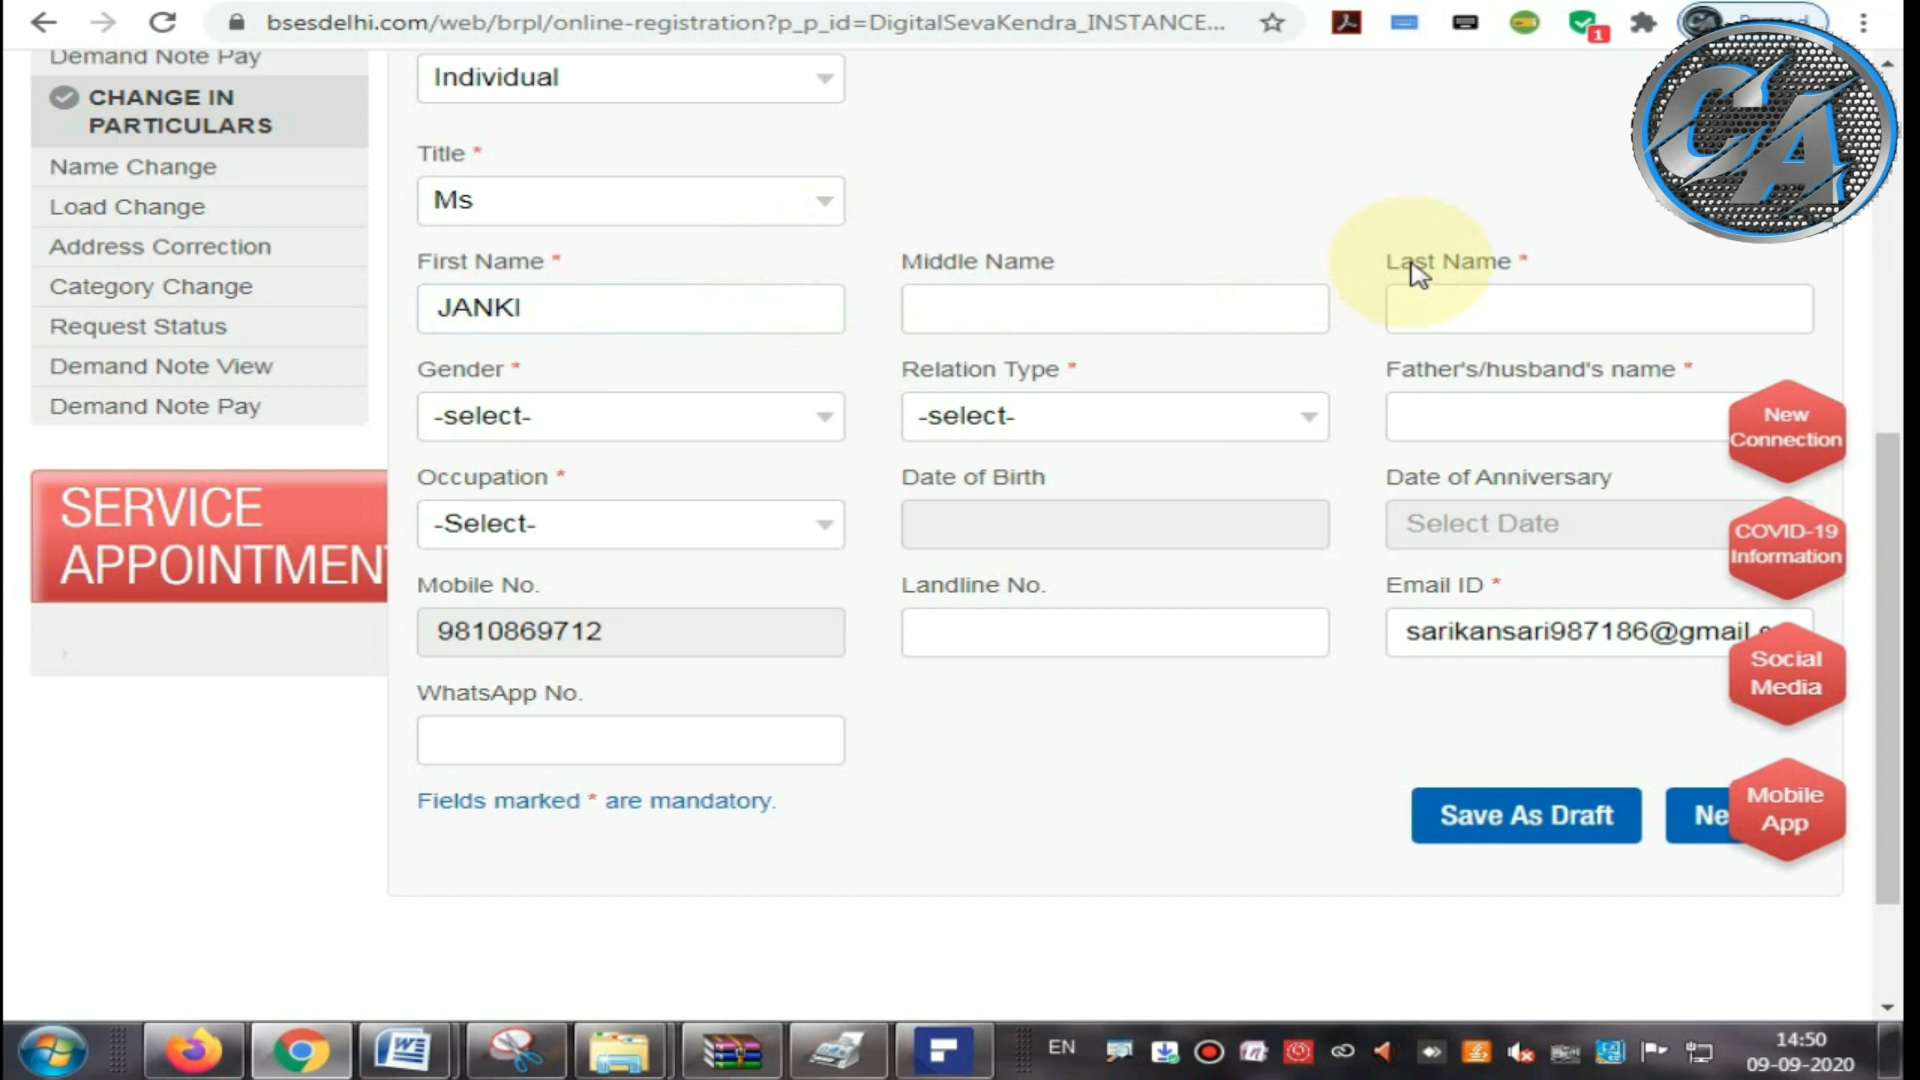 bsesdelhi.com/web/brpl/online-registration?p_p_id=DigitalSevaKendra_INSTANCE...
1
CA
Demand Note Pay
CHANGE IN
PARTICULARS
Name Change
Load Change
Address Correction
Category Change
Request Status
Demand Note View
Demand Note Pay
SERVICE
APPOINTMEN
Individual
Title *
Ms
First Name * Middle Name Last Name *
JANKI
Gender * Relation Type * Father's/husband's name *
-select- -select-
Occupation * Date of Birth Date of Anniversary
-Select- Select Date
Mobile No. Landline No. Email ID *
9810869712 sarikansari987186@gmail.
WhatsApp No.
Fields marked * are mandatory.
Save As Draft Ne
New
Connection
COVID-19
Information
Social
Media
Mobile
App
EN
14:50
09-09-2020